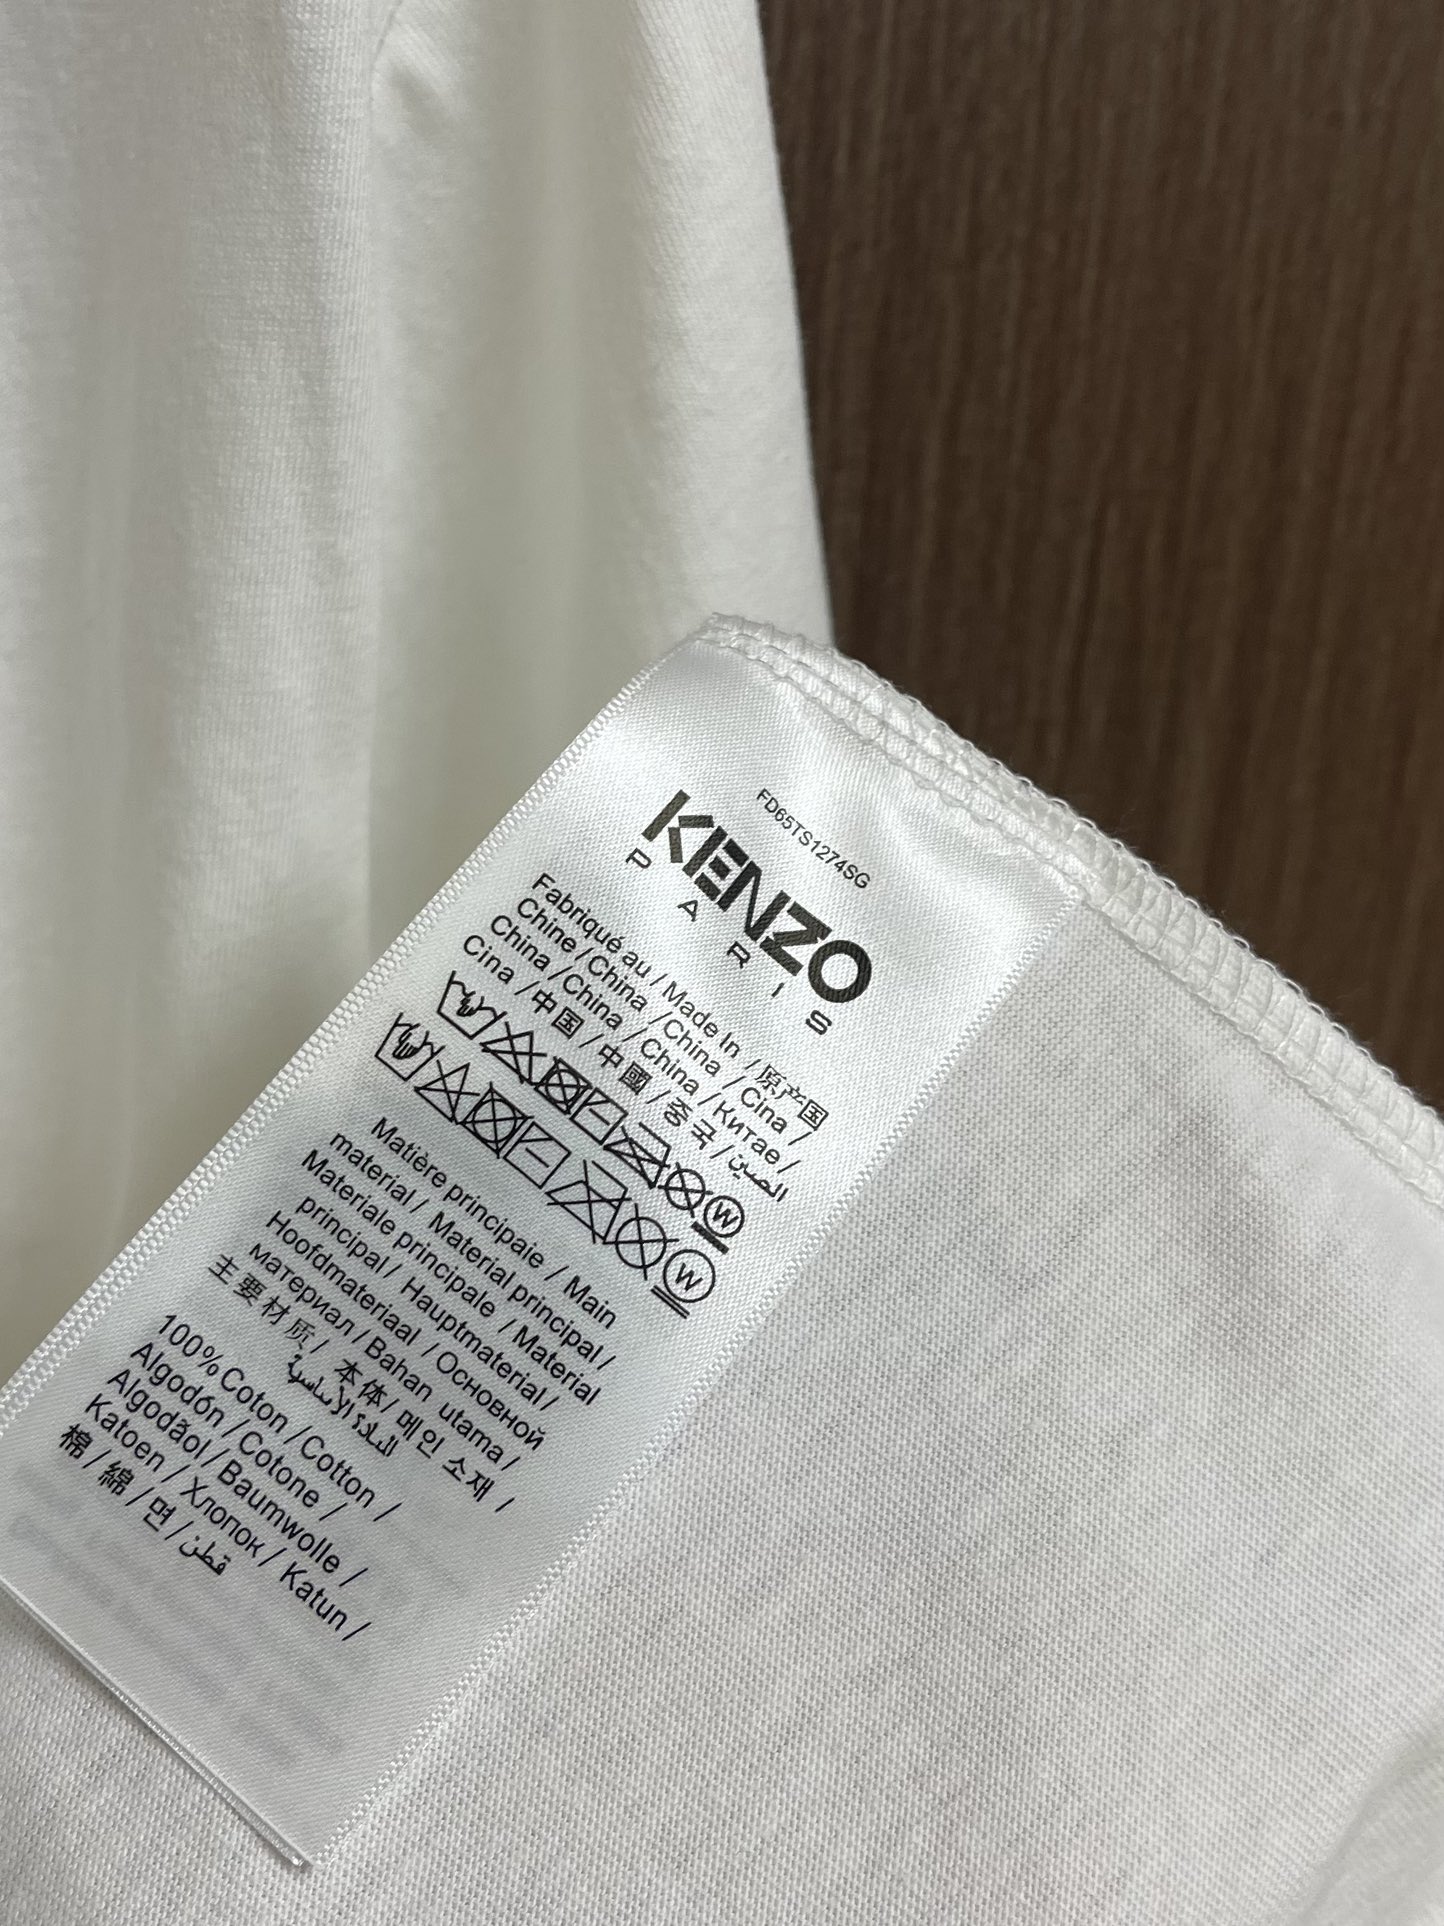 FD65TS1274SG
KENZO
PARIS
Fabriqué au / Made In / 原产国
Chine / China / China / Cina /
China / China / China / Китае /
Cina / 中国 / 中國 / 중국 / الصين
W
W
Matière principaie / Main
material / Material principal /
Materiale principale / Material
principal / Hauptmaterial /
Hoofdmateriaal / Основной
материал / Bahan utama /
主要材质 / 本体 / 메인 소재 /
المادة الأساسية
100% Coton / Cotton /
Algodón / Cotone /
Algodãol / Baumwolle /
Katoen / Хлопок / Katun /
棉 / 綿 / 면 / قطن